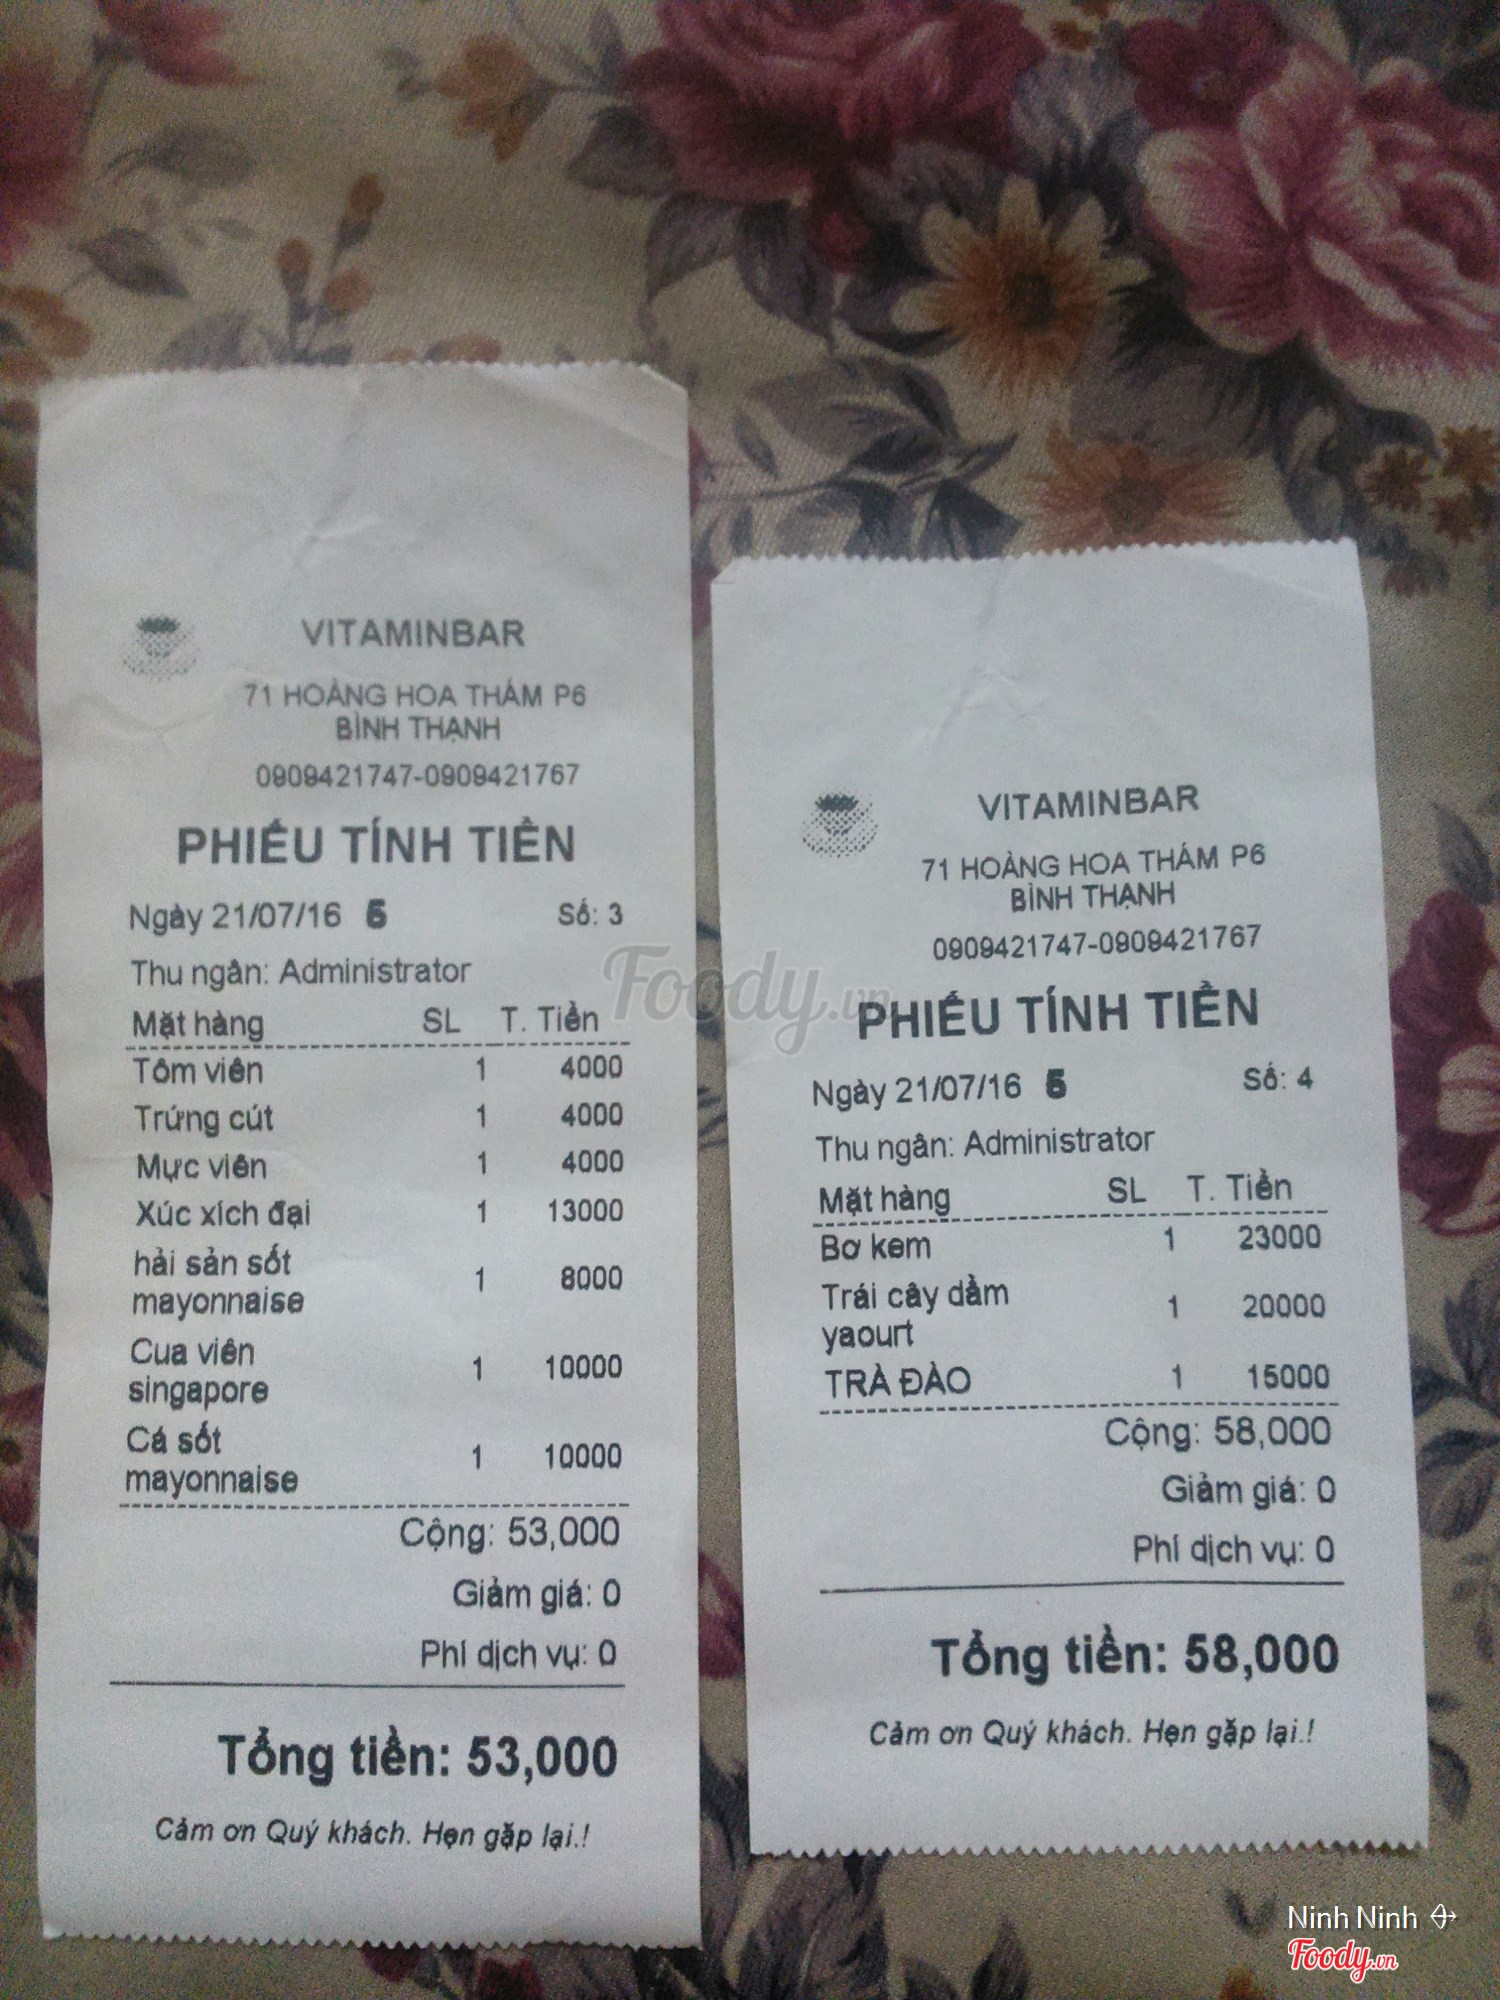 VITAMINBAR
71 HOÀNG HOA THÁM P6
BÌNH THẠNH
0909421747-0909421767
PHIẾU TÍNH TIỀN
Ngày 21/07/16 5 Số: 3
Thu ngân: Administrator
Mặt hàng SL T. Tiền
Tôm viên 1 4000
Trứng cút 1 4000
Mực viên 1 4000
Xúc xích đại 1 13000
hải sản sốt
mayonnaise 1 8000
Cua viên
singapore 1 10000
Cá sốt
mayonnaise 1 10000
Cộng: 53,000
Giảm giá: 0
Phí dịch vụ: 0
Tổng tiền: 53,000
Cảm ơn Quý khách. Hẹn gặp lại.!
VITAMINBAR
71 HOÀNG HOA THÁM P6
BÌNH THẠNH
0909421747-0909421767
PHIẾU TÍNH TIỀN
Ngày 21/07/16 5 Số: 4
Thu ngân: Administrator
Mặt hàng SL T. Tiền
Bơ kem 1 23000
Trái cây dầm
yaourt 1 20000
TRÀ ĐÀO 1 15000
Cộng: 58,000
Giảm giá: 0
Phí dịch vụ: 0
Tổng tiền: 58,000
Cảm ơn Quý khách. Hẹn gặp lại.!
Foody.vn
Ninh Ninh
Foody.vn